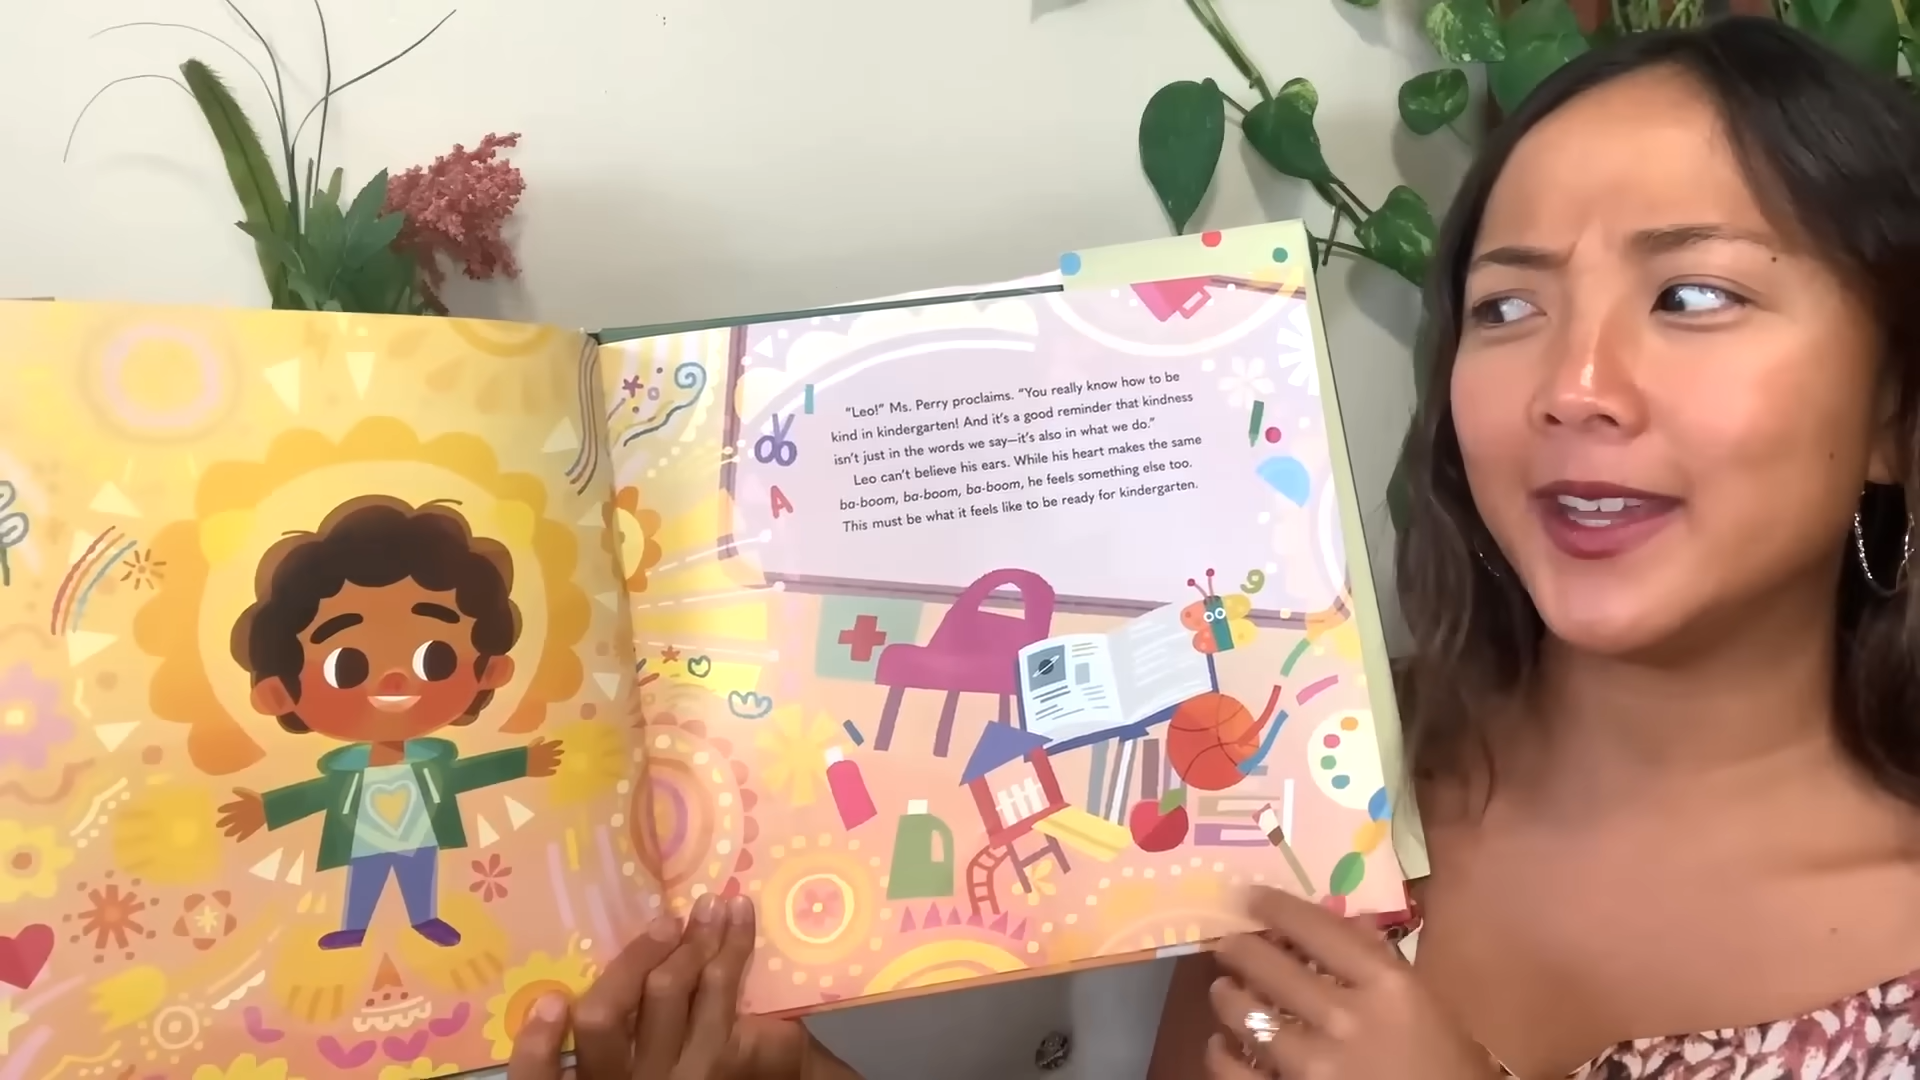 “Leo!” Ms. Perry proclaims. “You really know how to be
kind in kindergarten! And it’s a good reminder that kindness
isn’t just in the words we say—it’s also in what we do.”
Leo can’t believe his ears. While his heart makes the same
ba-boom, ba-boom, ba-boom, he feels something else too.
This must be what it feels like to be ready for kindergarten.
A
9